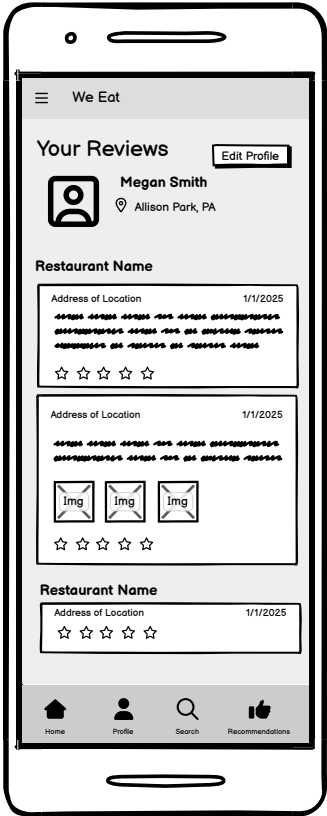 We Eat
Your Reviews
Edit Profile
Megan Smith
Allison Park, PA
Restaurant Name
Address of Location 1/1/2025
Address of Location 1/1/2025
Img Img Img
Restaurant Name
Address of Location 1/1/2025
Home Profile Search Recommendations